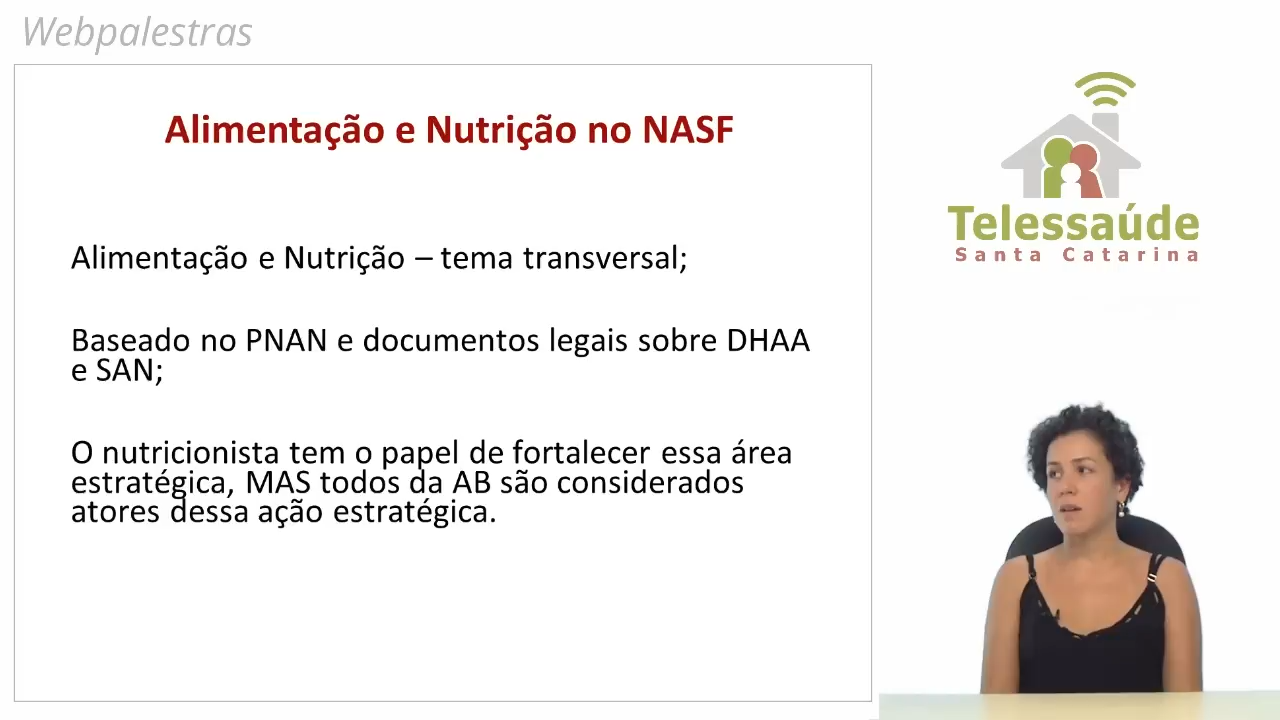 Webpalestras
Alimentação e Nutrição no NASF
Alimentação e Nutrição – tema transversal;
Baseado no PNAN e documentos legais sobre DHAA
e SAN;
O nutricionista tem o papel de fortalecer essa área
estratégica, MAS todos da AB são considerados
atores dessa ação estratégica.
Telessaúde
Santa Catarina